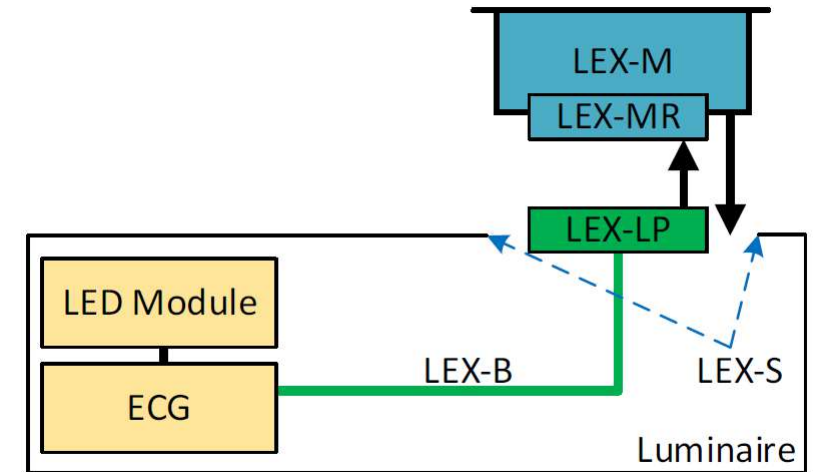 LEX-M
LEX-MR
LEX-LP
LED Module
LEX-B
LEX-S
ECG
Luminaire